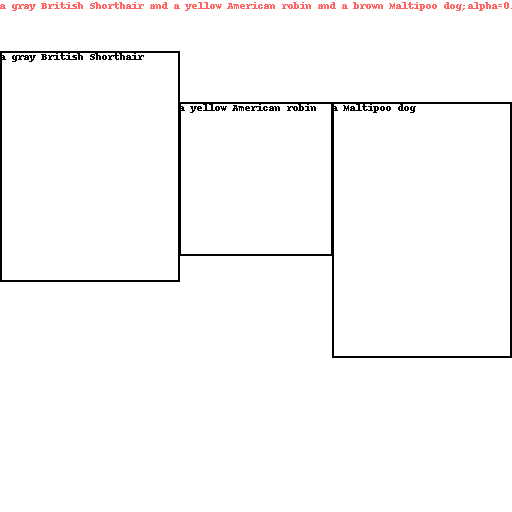 a gray British Shorthair and a yellow American robin and a brown Maltipoo dog;alpha=0.
a gray British Shorthair
a yellow American robin
a Maltipoo dog